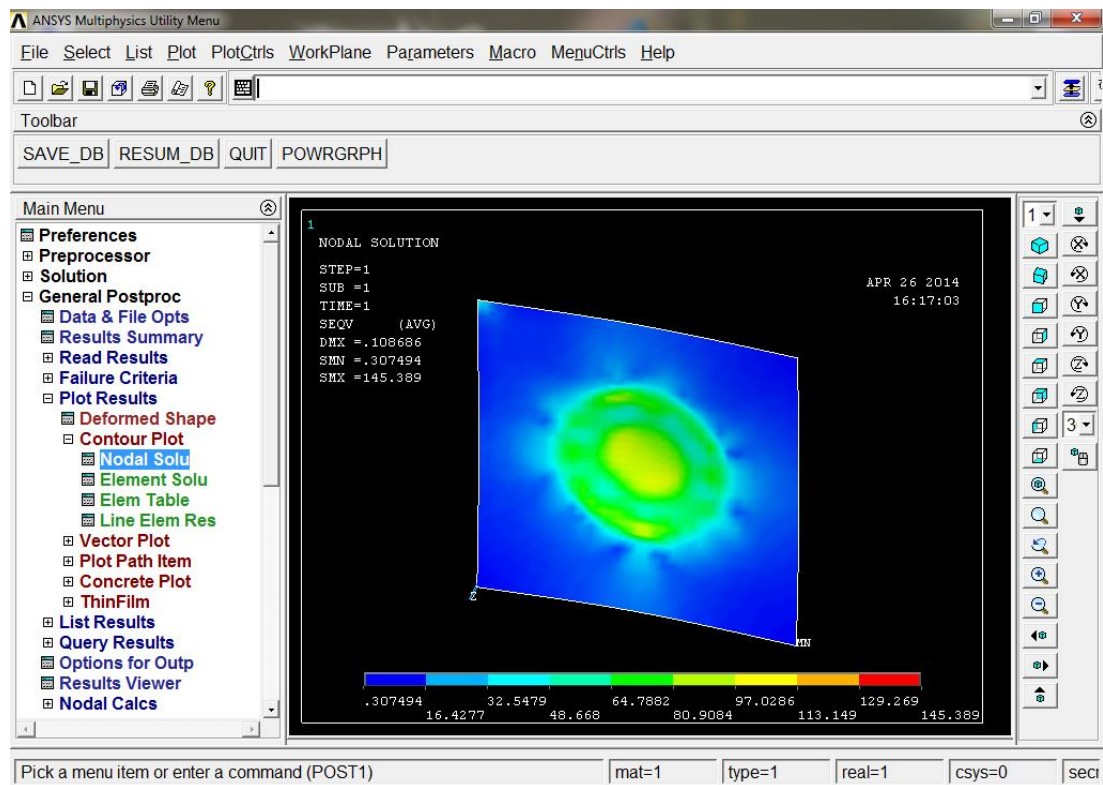 ANSYS Multiphysics Utility Menu
File Select List Plot PlotCtrls WorkPlane Parameters Macro MenuCtrls Help
Toolbar
SAVE_DB RESUM_DB QUIT POWRGRPH
Main Menu
Preferences
Preprocessor
Solution
General Postproc
Data & File Opts
Results Summary
Read Results
Failure Criteria
Plot Results
Deformed Shape
Contour Plot
Nodal Solu
Element Solu
Elem Table
Line Elem Res
Vector Plot
Plot Path Item
Concrete Plot
ThinFilm
List Results
Query Results
Options for Outp
Results Viewer
Nodal Calcs
1
NODAL SOLUTION
STEP=1
SUB =1
TIME=1
SEQV (AVG)
DMX =.108686
SMN =.307494
SMX =145.389
APR 26 2014
16:17:03
Z
MN
.307494 32.5479 64.7882 97.0286 129.269
16.4277 48.668 80.9084 113.149 145.389
1
X
X
Y
Y
Z
Z
3
Pick a menu item or enter a command (POST1) mat=1 type=1 real=1 csys=0